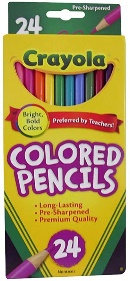 Pre-Sharpened
24
Crayola
Bright,
Bold
Colors
Preferred by Teachers!
COLORED
PENCILS
• Long-Lasting
• Pre-Sharpened
• Premium Quality
24